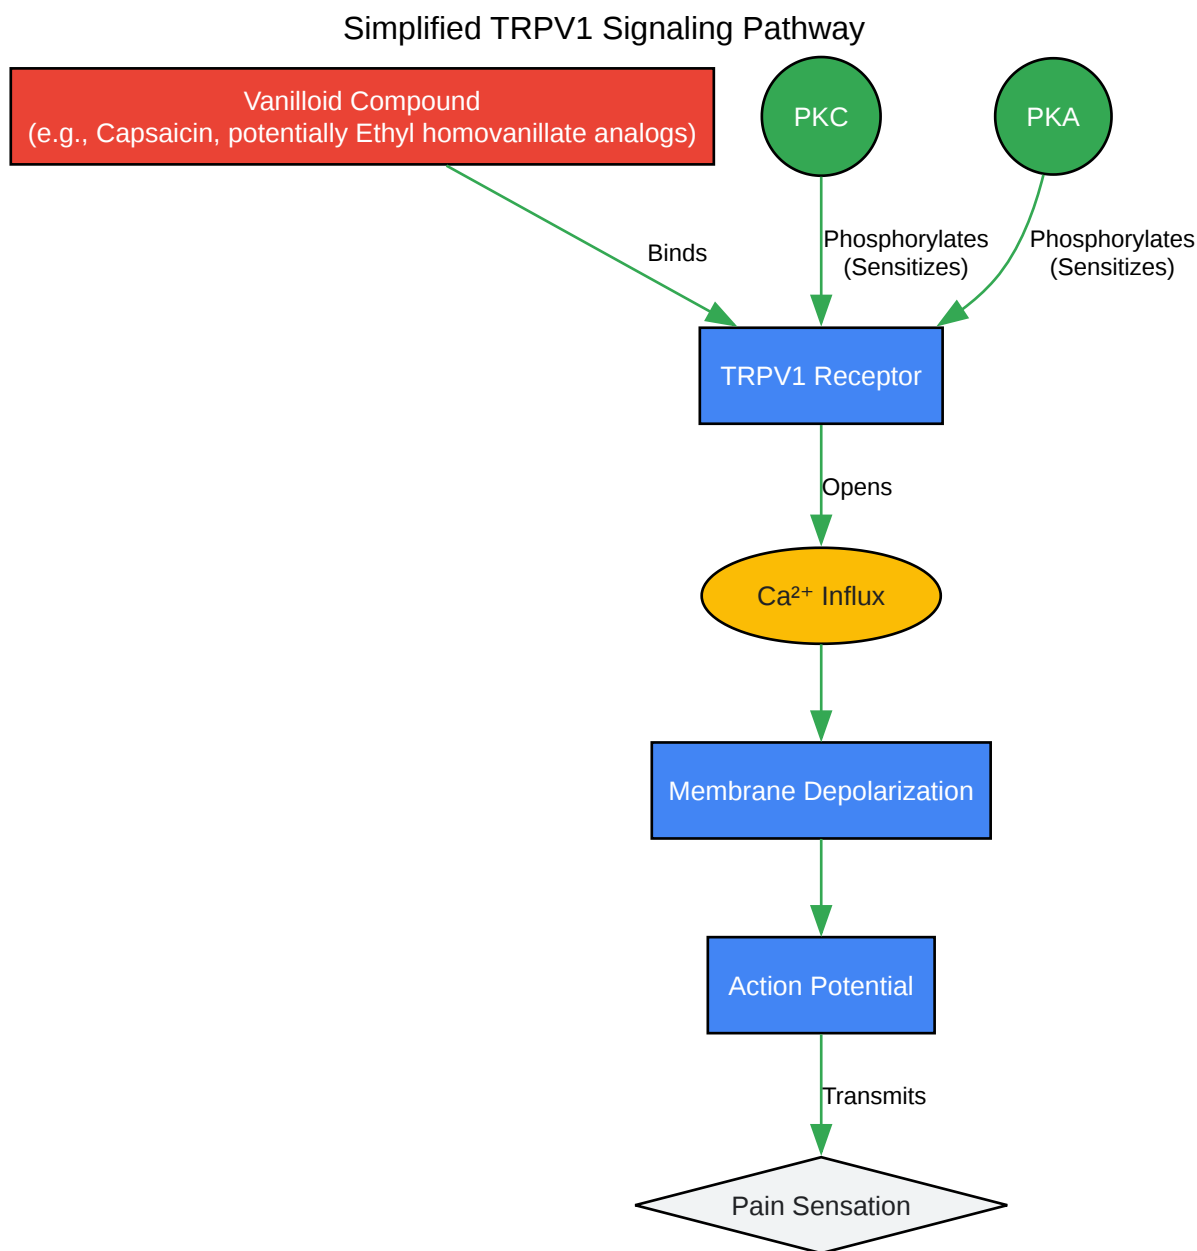 Simplified TRPV1 Signaling Pathway
Vanilloid Compound
(e.g., Capsaicin, potentially Ethyl homovanillate analogs)
PKC
PKA
Binds
Phosphorylates
(Sensitizes)
Phosphorylates
(Sensitizes)
TRPV1 Receptor
Opens
Ca²⁺ Influx
Membrane Depolarization
Action Potential
Transmits
Pain Sensation